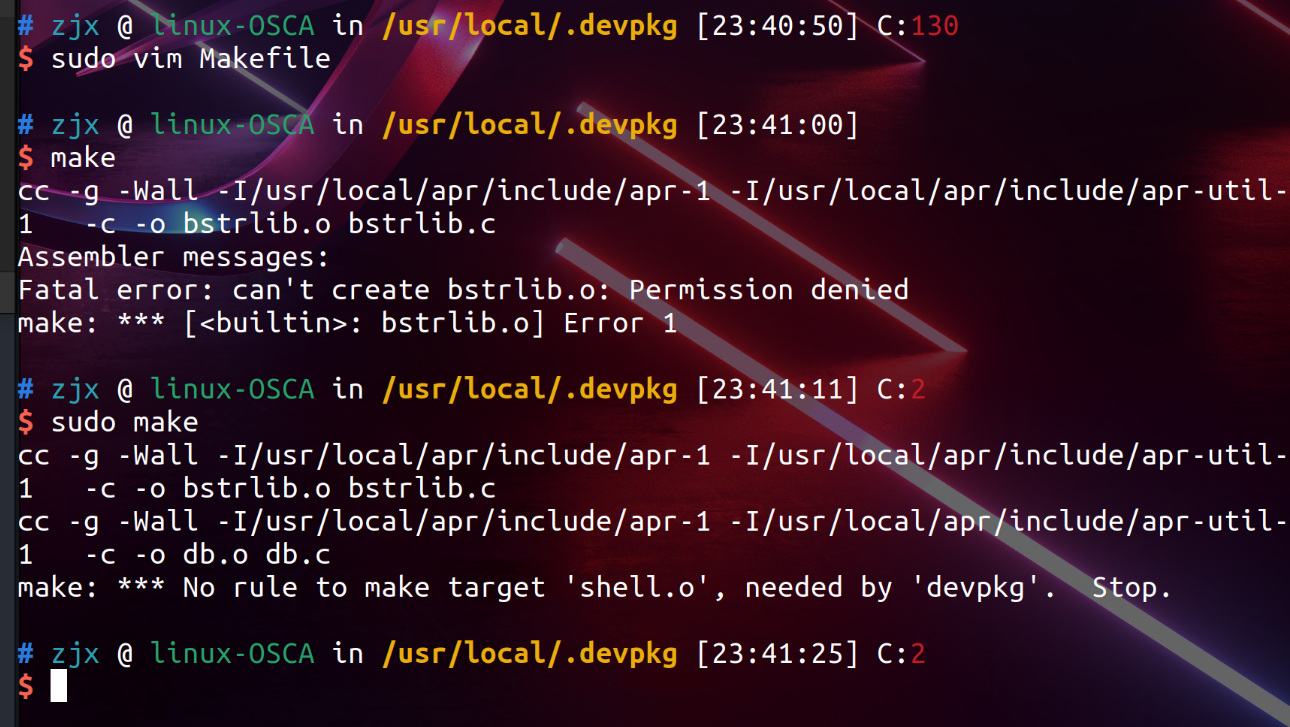 # zjx @ linux-OSCA in /usr/local/.devpkg [23:40:50] C:130
$ sudo vim Makefile
# zjx @ linux-OSCA in /usr/local/.devpkg [23:41:00]
$ make
cc -g -Wall -I/usr/local/apr/include/apr-1 -I/usr/local/apr/include/apr-util-
1   -c -o bstrlib.o bstrlib.c
Assembler messages:
Fatal error: can't create bstrlib.o: Permission denied
make: *** [<builtin>: bstrlib.o] Error 1
# zjx @ linux-OSCA in /usr/local/.devpkg [23:41:11] C:2
$ sudo make
cc -g -Wall -I/usr/local/apr/include/apr-1 -I/usr/local/apr/include/apr-util-
1   -c -o bstrlib.o bstrlib.c
cc -g -Wall -I/usr/local/apr/include/apr-1 -I/usr/local/apr/include/apr-util-
1   -c -o db.o db.c
make: *** No rule to make target 'shell.o', needed by 'devpkg'.  Stop.
# zjx @ linux-OSCA in /usr/local/.devpkg [23:41:25] C:2
$